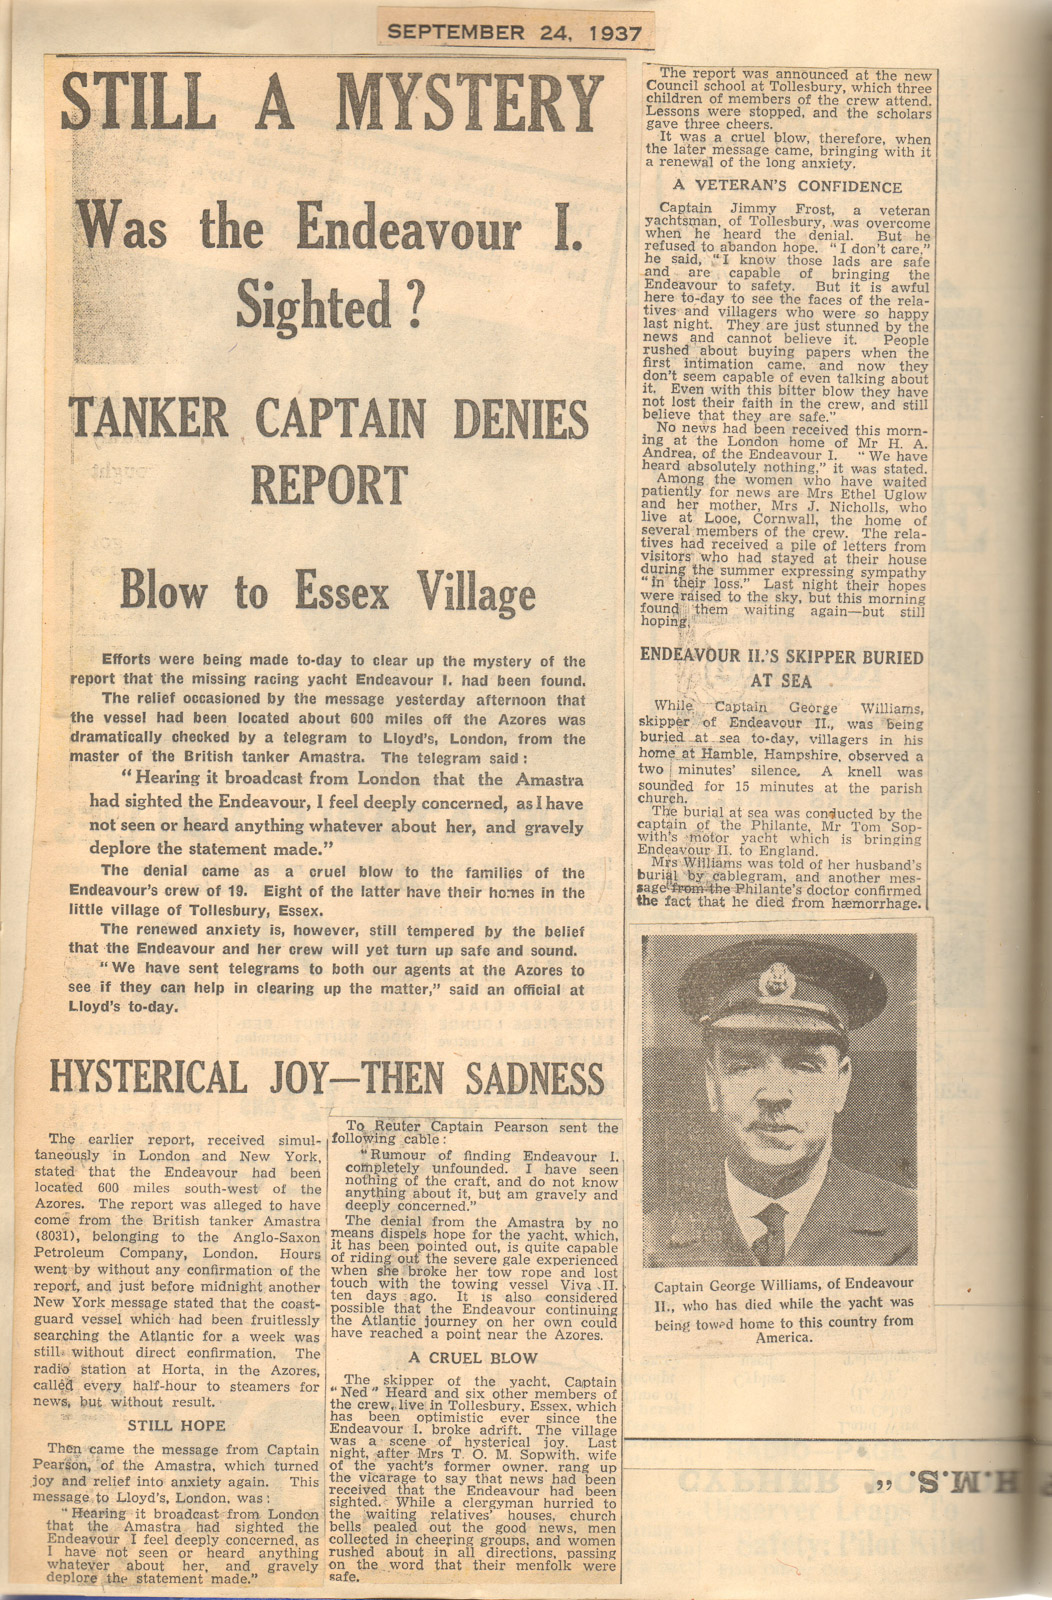 SEPTEMBER 24, 1937
STILL A MYSTERY
Was the Endeavour I.
Sighted?
TANKER CAPTAIN DENIES
REPORT
Blow to Essex Village
Efforts were being made to-day to clear up the mystery of the
report that the missing racing yacht Endeavour I. had been found.
The relief occasioned by the message yesterday afternoon that
the vessel had been located about 600 miles off the Azores was
dramatically checked by a telegram to Lloyd's, London, from the
master of the British tanker Amastra. The telegram said:
"Hearing it broadcast from London that the Amastra
had sighted the Endeavour, I feel deeply concerned, as I have
not seen or heard anything whatever about her, and gravely
deplore the statement made."
The denial came as a cruel blow to the families of the
Endeavour's crew of 19. Eight of the latter have their homes in the
little village of Tollesbury, Essex.
The renewed anxiety is, however, still tempered by the belief
that the Endeavour and her crew will yet turn up safe and sound.
"We have sent telegrams to both our agents at the Azores to
see if they can help in clearing up the matter," said an official at
Lloyd's to-day.
HYSTERICAL JOY—THEN SADNESS
The earlier report, received simul-
taneously in London and New York,
stated that the Endeavour had been
located 600 miles south-west of the
Azores. The report was alleged to have
come from the British tanker Amastra
(8031), belonging to the Anglo-Saxon
Petroleum Company, London. Hours
went by without any confirmation of the
report, and just before midnight another
New York message stated that the coast-
guard vessel which had been fruitlessly
searching the Atlantic for a week was
still without direct confirmation. The
radio station at Horta, in the Azores,
called every half-hour to steamers for
news, but without result.
STILL HOPE
Then came the message from Captain
Pearson, of the Amastra, which turned
joy and relief into anxiety again. This
message to Lloyd's, London, was:
"Hearing it broadcast from London
that the Amastra had sighted the
Endeavour I feel deeply concerned, as
I have not seen or heard anything
whatever about her, and gravely
deplore the statement made."
To Reuter Captain Pearson sent the
following cable:
"Rumour of finding Endeavour I.
completely unfounded. I have seen
nothing of the craft, and do not know
anything about it, but am gravely and
deeply concerned."
The denial from the Amastra by no
means dispels hope for the yacht, which,
it has been pointed out, is quite capable
of riding out the severe gale experienced
when she broke her tow rope and lost
touch with the towing vessel Viva II.
ten days ago. It is also considered
possible that the Endeavour continuing
the Atlantic journey on her own could
have reached a point near the Azores.
A CRUEL BLOW
The skipper of the yacht, Captain
"Ned" Heard and six other members of
the crew, live in Tollesbury, Essex, which
has been optimistic ever since the
Endeavour I. broke adrift. The village
was a scene of hysterical joy. Last
night, after Mrs T. O. M. Sopwith, wife
of the yacht's former owner, rang up
the vicarage to say that news had been
received that the Endeavour had been
sighted. While a clergyman hurried to
the waiting relatives' houses, church
bells pealed out the good news, men
collected in cheering groups, and women
rushed about in all directions, passing
on the word that their menfolk were
safe.
The report was announced at the new
Council school at Tollesbury, which three
children of members of the crew attend.
Lessons were stopped, and the scholars
gave three cheers.
It was a cruel blow, therefore, when
the later message came, bringing with it
a renewal of the long anxiety.
A VETERAN'S CONFIDENCE
Captain Jimmy Frost, a veteran
yachtsman, of Tollesbury, was overcome
when he heard the denial. But he
refused to abandon hope. "I don't care,"
he said, "I know those lads are safe
and are capable of bringing the
Endeavour to safety. But it is awful
here to-day to see the faces of the rela-
tives and villagers who were so happy
last night. They are just stunned by the
news and cannot believe it. People
rushed about buying papers when the
first intimation came, and now they
don't seem capable of even talking about
it. Even with this bitter blow they have
not lost their faith in the crew, and still
believe that they are safe."
No news had been received this morn-
ing at the London home of Mr H. A.
Andrea, of the Endeavour I. "We have
heard absolutely nothing," it was stated.
Among the women who have waited
patiently for news are Mrs Ethel Uglow
and her mother, Mrs J. Nicholls, who
live at Looe, Cornwall, the home of
several members of the crew. The rela-
tives had received a pile of letters from
visitors who had stayed at their house
during the summer expressing sympathy
"in their loss." Last night their hopes
were raised to the sky, but this morning
found them waiting again—but still
hoping.
ENDEAVOUR II.'S SKIPPER BURIED
AT SEA
While Captain George Williams,
skipper of Endeavour II., was being
buried at sea to-day, villagers in his
home at Hamble, Hampshire, observed a
two minutes' silence. A knell was
sounded for 15 minutes at the parish
church.
The burial at sea was conducted by the
captain of the Philante, Mr Tom Sop-
with's motor yacht which is bringing
Endeavour II. to England.
Mrs Williams was told of her husband's
burial by cablegram, and another mes-
sage from the Philante's doctor confirmed
the fact that he died from hæmorrhage.
Captain George Williams, of Endeavour
II., who has died while the yacht was
being towed home to this country from
America.
H.M.S. "